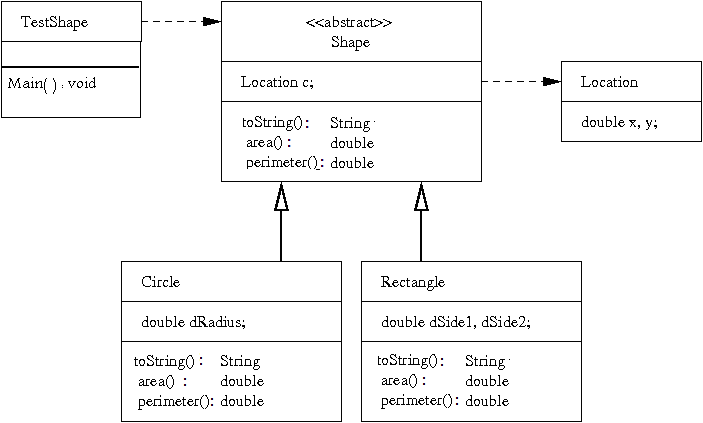 TestShape
Main() : void
<<abstract>>
Shape
Location c;
toString(): String
area(): double
perimeter(): double
Location
double x, y;
Circle
double dRadius;
toString(): String
area() : double
perimeter(): double
Rectangle
double dSide1, dSide2;
toString(): String
area(): double
perimeter(): double